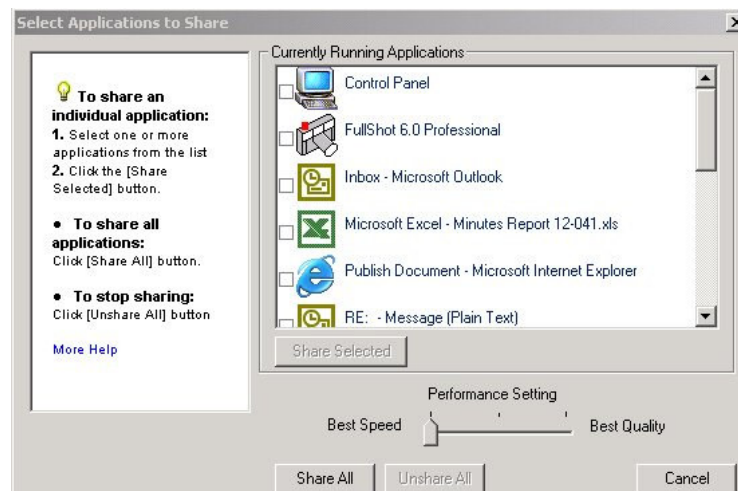 Select Applications to Share
To share an
individual application:
1. Select one or more
applications from the list
2. Click the [Share
Selected] button.
• To share all
applications:
Click [Share All] button.
• To stop sharing:
Click [Unshare All] button
More Help
Currently Running Applications
Control Panel
FullShot 6.0 Professional
Inbox - Microsoft Outlook
Microsoft Excel - Minutes Report 12-041.xls
Publish Document - Microsoft Internet Explorer
RE:  - Message (Plain Text)
Share Selected
Performance Setting
Best Speed
Best Quality
Share All
Unshare All
Cancel